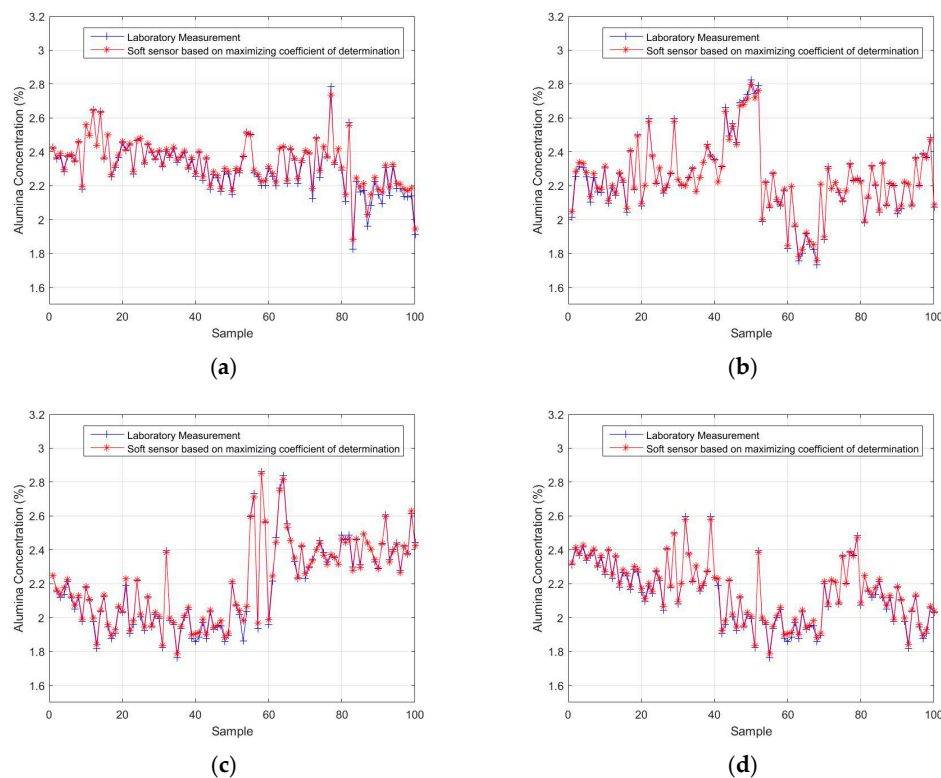 Laboratory Measurement
Soft sensor based on maximizing coefficient of determination
Alumina Concentration (%)
3.2
3
2.8
2.6
2.4
2.2
2
1.8
1.6
0 20 40 60 80 100
Sample
(a)
Laboratory Measurement
Soft sensor based on maximizing coefficient of determination
Alumina Concentration (%)
3.2
3
2.8
2.6
2.4
2.2
2
1.8
1.6
0 20 40 60 80 100
Sample
(b)
Laboratory Measurement
Soft sensor based on maximizing coefficient of determination
Alumina Concentration (%)
3.2
3
2.8
2.6
2.4
2.2
2
1.8
1.6
0 20 40 60 80 100
Sample
(c)
Laboratory Measurement
Soft sensor based on maximizing coefficient of determination
Alumina Concentration (%)
3.2
3
2.8
2.6
2.4
2.2
2
1.8
1.6
0 20 40 60 80 100
Sample
(d)